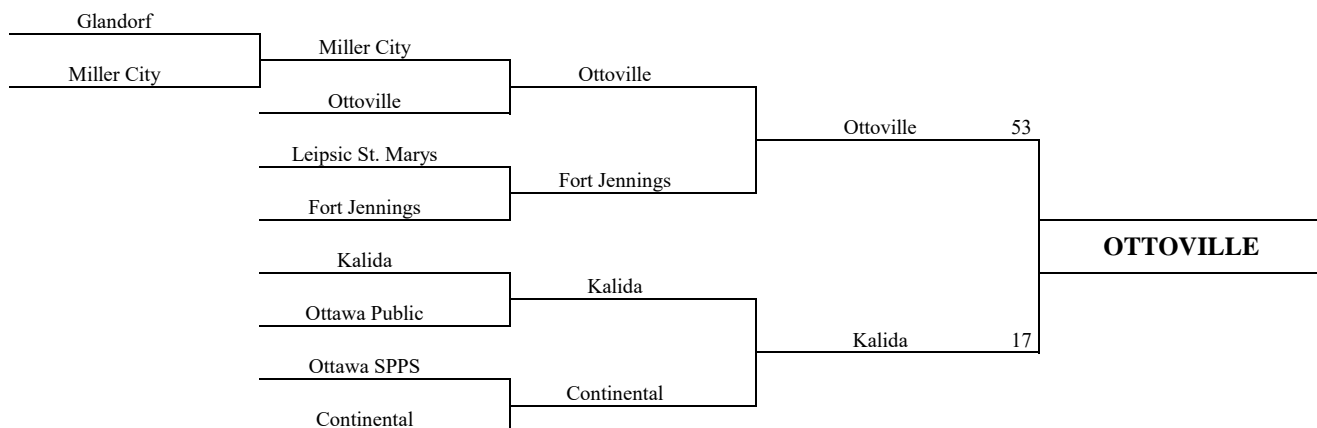 Glandorf
Miller City
Miller City
Ottoville
Ottoville
Ottoville 53
Leipsic St. Marys
Fort Jennings
Fort Jennings
OTTOVILLE
Kalida
Kalida
Ottawa Public
Kalida 17
Ottawa SPPS
Continental
Continental